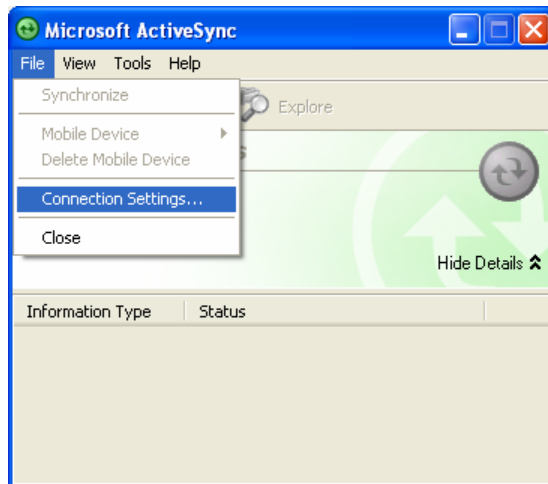 Microsoft ActiveSync
File View Tools Help
Synchronize
Explore
Mobile Device
Delete Mobile Device
Connection Settings...
Close
Hide Details
Information Type Status